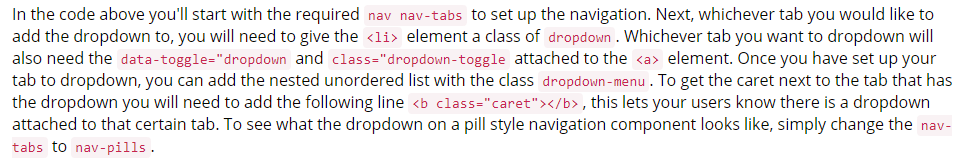 In the code above you'll start with the required nav nav-tabs to set up the navigation. Next, whichever tab you would like to
add the dropdown to, you will need to give the <li> element a class of dropdown . Whichever tab you want to dropdown will
also need the data-toggle="dropdown and class="dropdown-toggle attached to the <a> element. Once you have set up your
tab to dropdown, you can add the nested unordered list with the class dropdown-menu . To get the caret next to the tab that has
the dropdown you will need to add the following line <b class="caret"></b> , this lets your users know there is a dropdown
attached to that certain tab. To see what the dropdown on a pill style navigation component looks like, simply change the nav-
tabs to nav-pills .